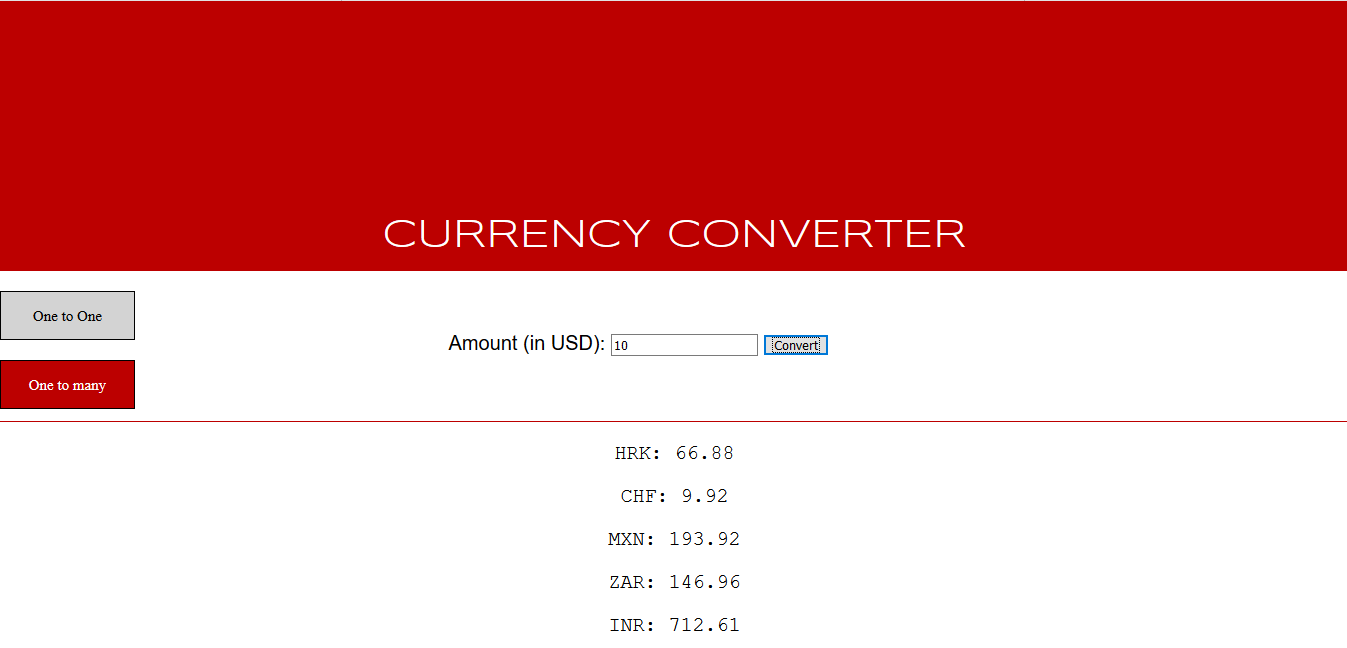 CURRENCY CONVERTER
One to One
Amount (in USD): 10 Convert
One to many
HRK: 66.88
CHF: 9.92
MXN: 193.92
ZAR: 146.96
INR: 712.61